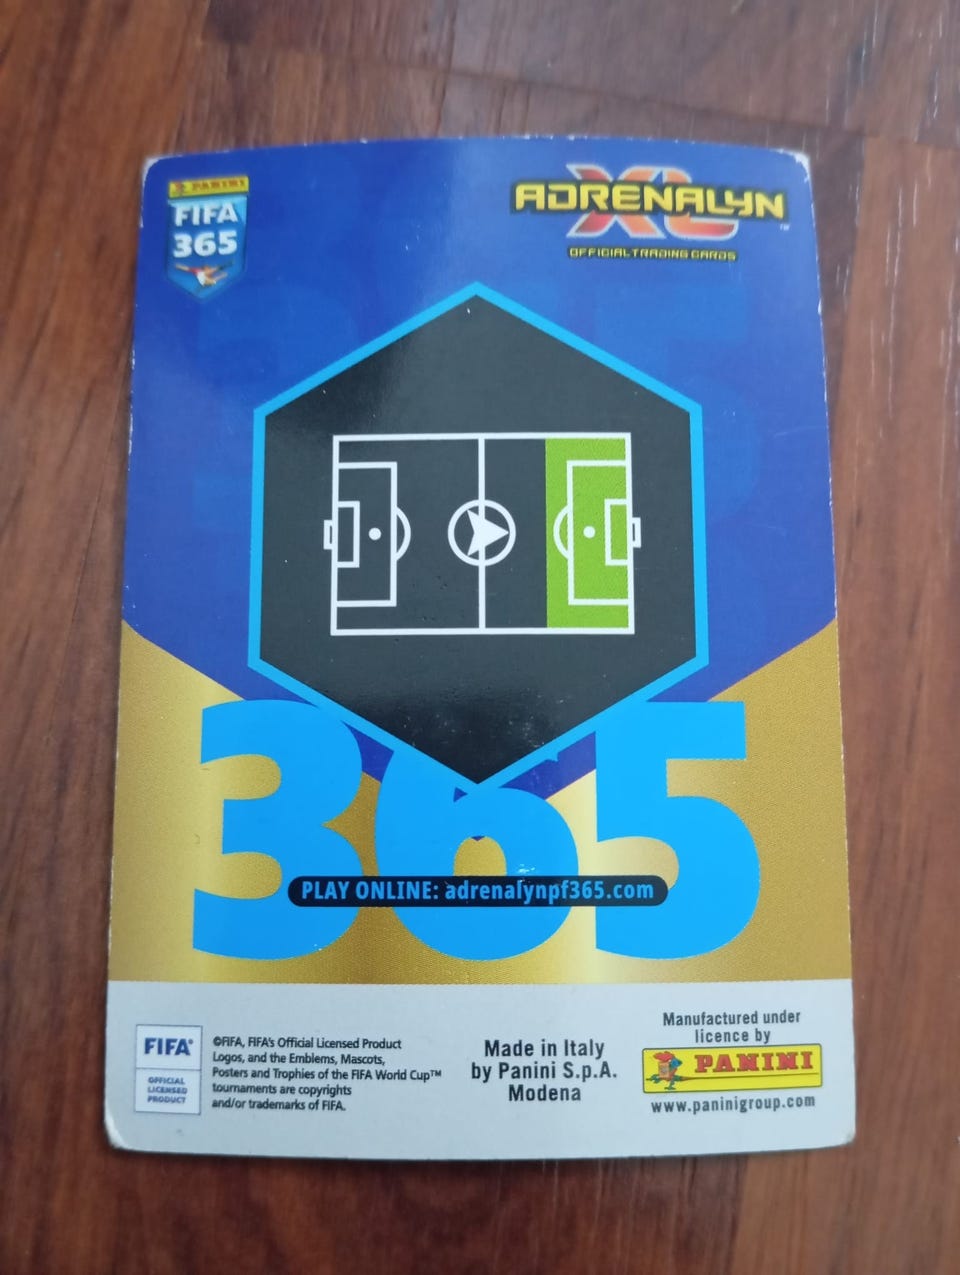 PANINI
FIFA
365
ADRENALYN
XL
™
OFFICIAL TRADING CARDS
365
PLAY ONLINE: adrenalynpf365.com
FIFA®
OFFICIAL
LICENSED
PRODUCT
©FIFA, FIFA's Official Licensed Product
Logos, and the Emblems, Mascots,
Posters and Trophies of the FIFA World Cup™
tournaments are copyrights
and/or trademarks of FIFA.
Made in Italy
by Panini S.p.A.
Modena
Manufactured under
licence by
PANINI
www.paninigroup.com